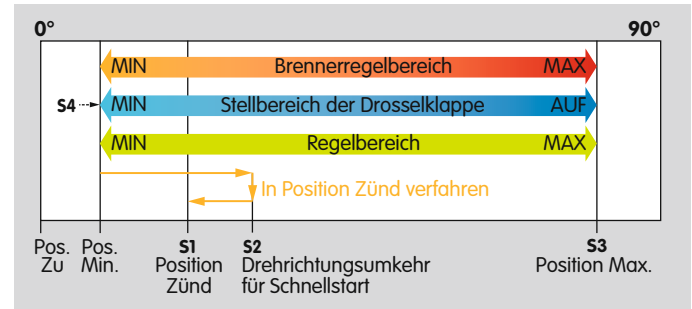 0° 90°
MIN Brennerregelbereich MAX
S4 MIN Stellbereich der Drosselklappe AUF
MIN Regelbereich MAX
In Position Zünd verfahren
Pos. Zu
Pos. Min.
S1
Position
Zünd
S2
Drehrichtungsumkehr
für Schnellstart
S3
Position Max.